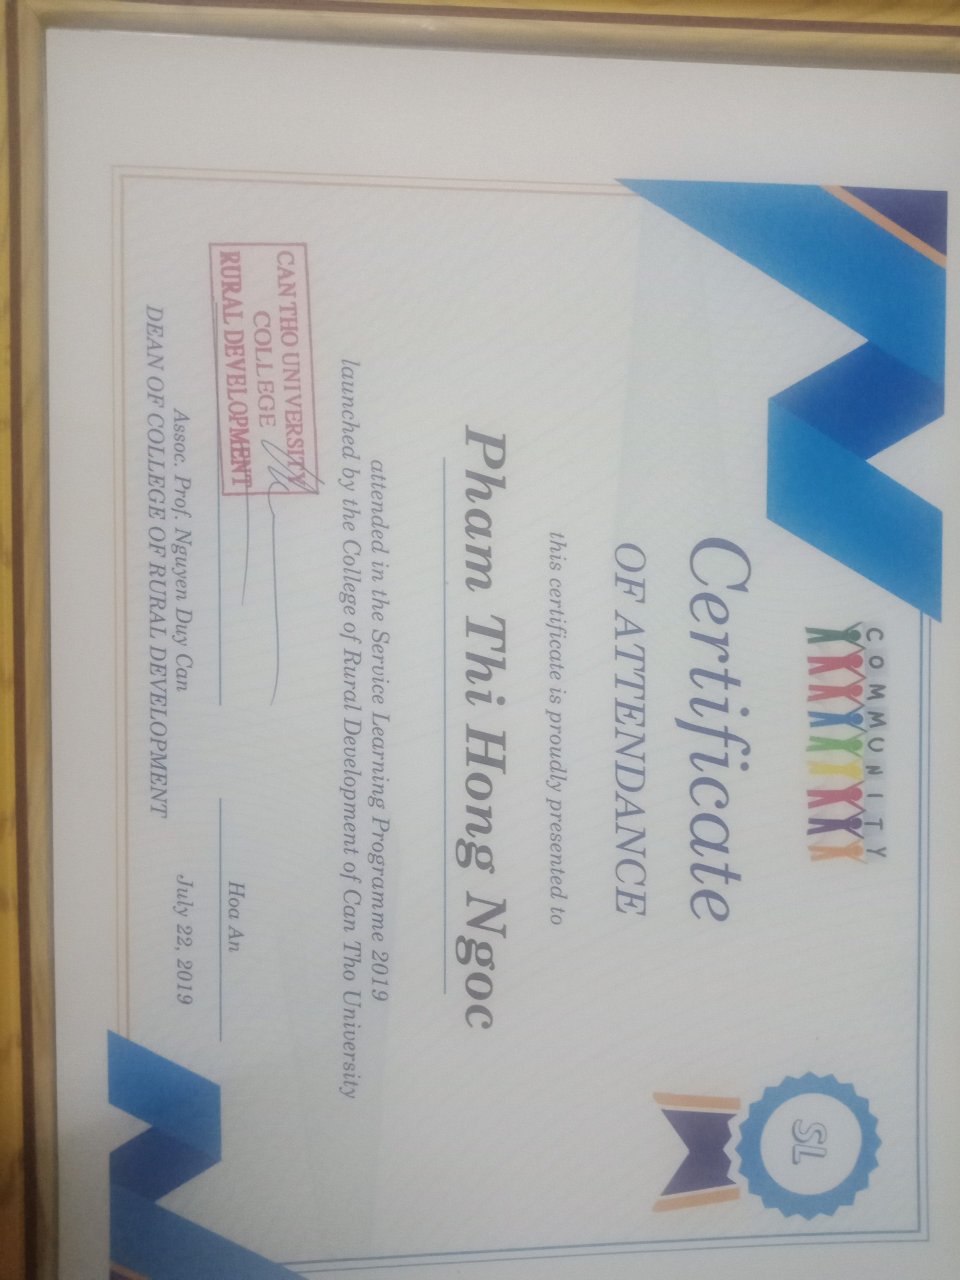 COMMUNITY
SL
Certificate
OF ATTENDANCE
this certificate is proudly presented to
Pham Thi Hong Ngoc
attended in the Service Learning Programme 2019
launched by the College of Rural Development of Can Tho University
CAN THO UNIVERSITY
COLLEGE
RURAL DEVELOPMENT
Hoa An
Assoc. Prof. Nguyen Duy Can
July 22, 2019
DEAN OF COLLEGE OF RURAL DEVELOPMENT